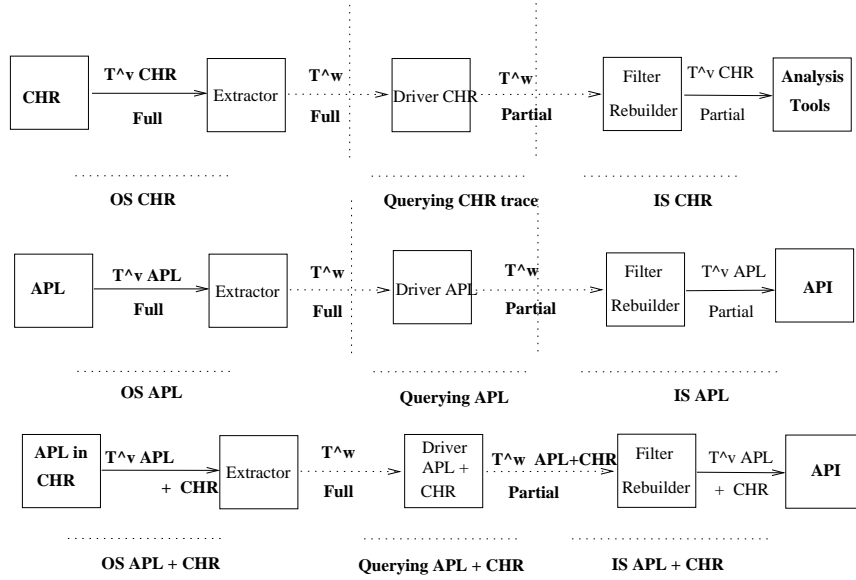 T^v CHR
T^w
T^w
T^v CHR
CHR
Extractor
Driver CHR
Filter
Rebuilder
Analysis
Tools
Full
Full
Partial
Partial
OS CHR
Querying CHR trace
IS CHR
T^v APL
T^w
T^w
T^v APL
APL
Extractor
Driver APL
Filter
Rebuilder
API
Full
Full
Partial
Partial
OS APL
Querying APL
IS APL
APL in
CHR
T^v APL
+ CHR
Extractor
T^w
Full
Driver
APL +
CHR
T^w APL+CHR
Partial
Filter
Rebuilder
T^v APL
+ CHR
API
OS APL + CHR
Querying APL + CHR
IS APL + CHR